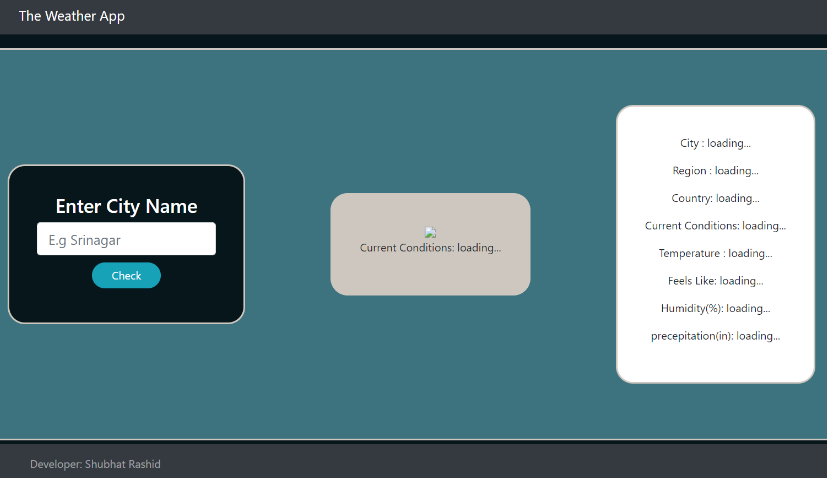 The Weather App
Enter City Name
E.g Srinagar
Check
Current Conditions: loading...
City : loading...
Region : loading...
Country: loading...
Current Conditions: loading...
Temperature : loading...
Feels Like: loading...
Humidity(%): loading...
precepitation(in): loading...
Developer: Shubhat Rashid